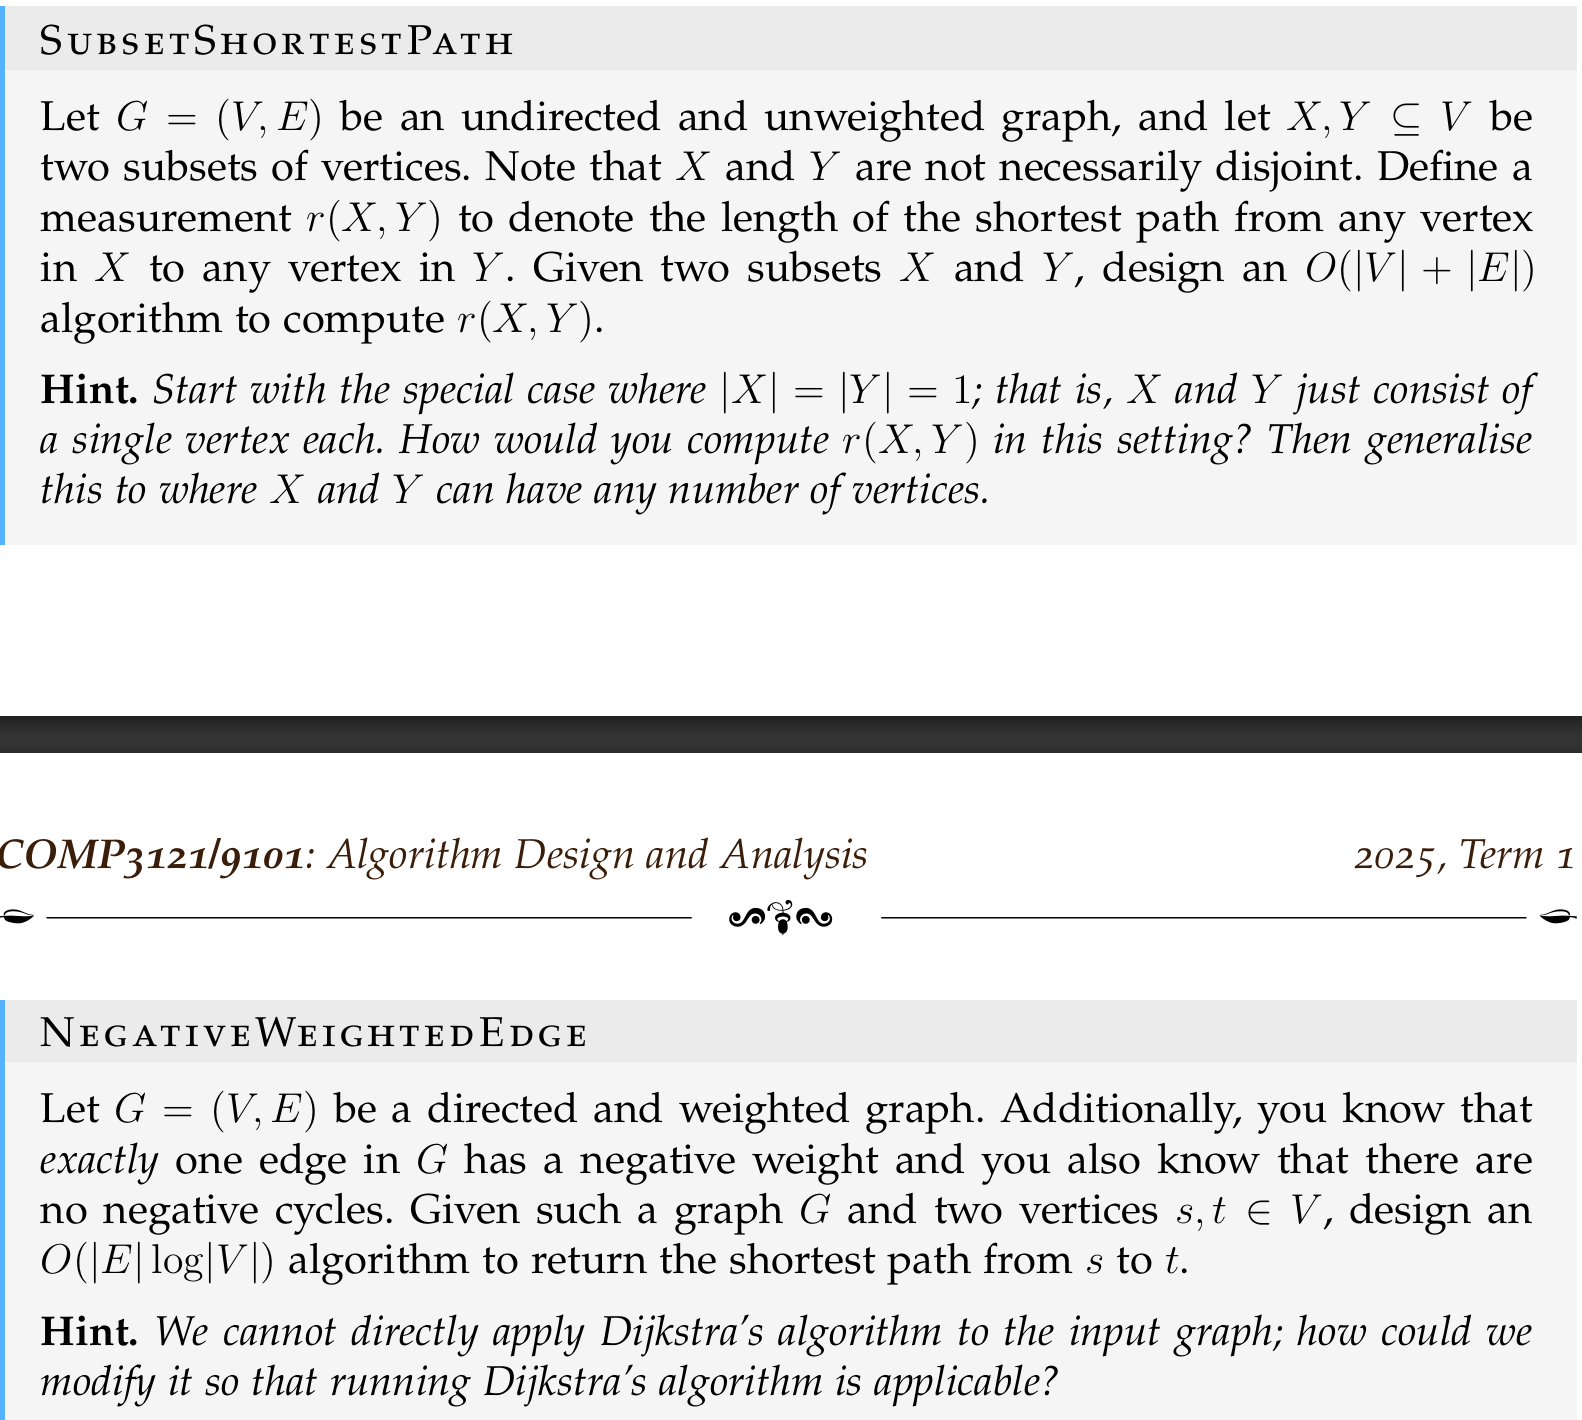 SUBSETSHORTESTPATH
Let G = (V, E) be an undirected and unweighted graph, and let X, Y ⊆ V be
two subsets of vertices. Note that X and Y are not necessarily disjoint. Define a
measurement r(X, Y) to denote the length of the shortest path from any vertex
in X to any vertex in Y. Given two subsets X and Y, design an O(|V| + |E|)
algorithm to compute r(X, Y).
Hint. Start with the special case where |X| = |Y| = 1; that is, X and Y just consist of
a single vertex each. How would you compute r(X, Y) in this setting? Then generalise
this to where X and Y can have any number of vertices.
COMP3121/9101: Algorithm Design and Analysis 2025, Term 1
NEGATIVEWEIGHTEDEDGE
Let G = (V, E) be a directed and weighted graph. Additionally, you know that
exactly one edge in G has a negative weight and you also know that there are
no negative cycles. Given such a graph G and two vertices s, t ∈ V, design an
O(|E| log|V|) algorithm to return the shortest path from s to t.
Hint. We cannot directly apply Dijkstra's algorithm to the input graph; how could we
modify it so that running Dijkstra's algorithm is applicable?